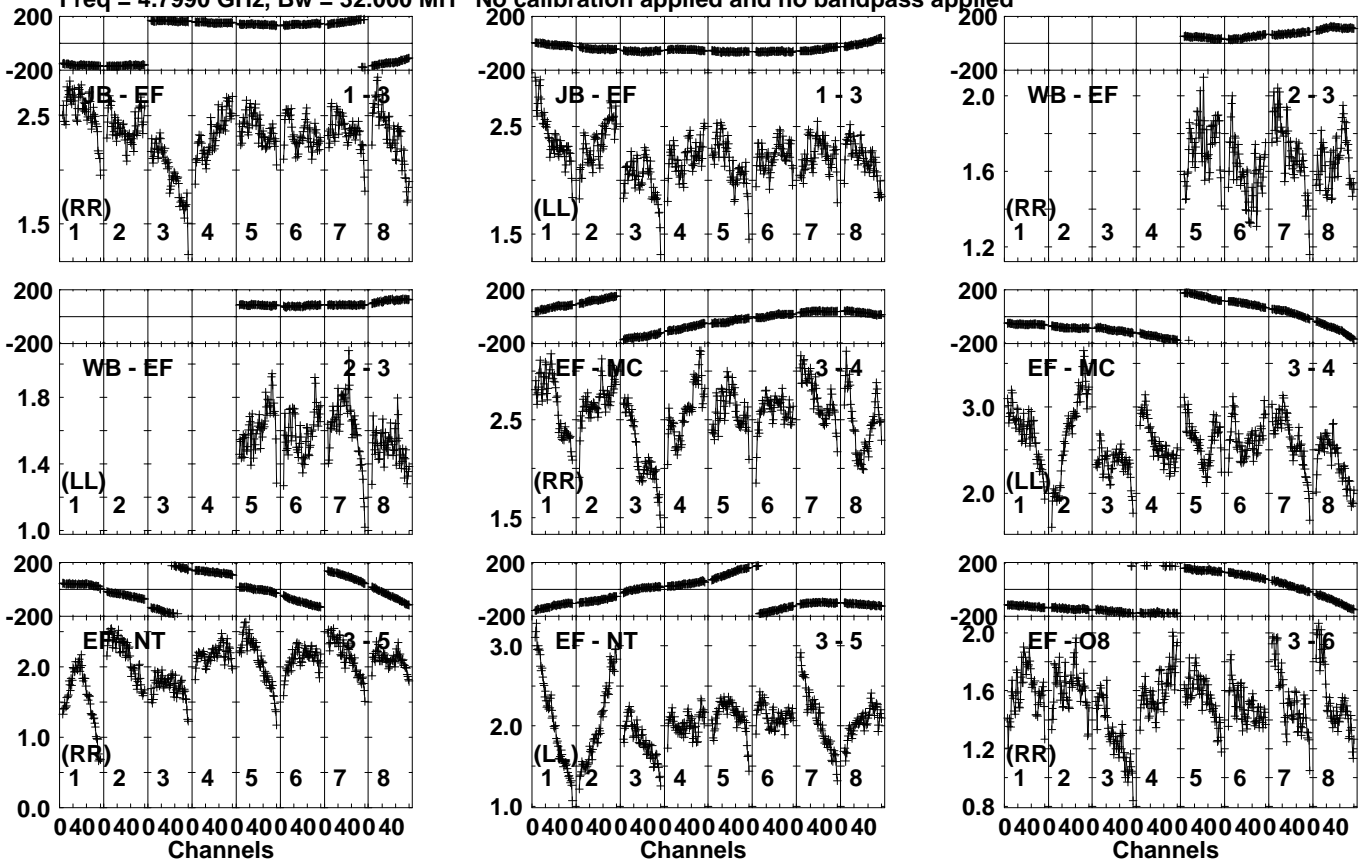 Freq = 4.7990 GHz, Bw = 32.000 MH No calibration applied and no bandpass applied
200
-200
JB - EF 1 - 3
2.5
1.5
(RR)
1 2 3 4 5 6 7 8
200
-200
JB - EF 1 - 3
2.5
1.5
(LL)
1 2 3 4 5 6 7 8
200
-200
WB - EF 2 - 3
2.0
1.6
1.2
(RR)
1 2 3 4 5 6 7 8
200
-200
WB - EF 2 - 3
1.8
1.4
1.0
(LL)
1 2 3 4 5 6 7 8
200
-200
EF - MC 3 - 4
2.5
1.5
(RR)
1 2 3 4 5 6 7 8
200
-200
EF - MC 3 - 4
3.0
2.0
(LL)
1 2 3 4 5 6 7 8
200
-200
EF - NT 3 - 5
2.0
1.0
0.0
(RR)
1 2 3 4 5 6 7 8
0 40 0 40 0 40 0 40 0 40 0 40 0 40 0 40
Channels
200
-200
EF - NT 3 - 5
3.0
2.0
1.0
(LL)
1 2 3 4 5 6 7 8
0 40 0 40 0 40 0 40 0 40 0 40 0 40 0 40
Channels
200
-200
EF - O8 3 - 6
2.0
1.6
1.2
0.8
(RR)
1 2 3 4 5 6 7 8
0 40 0 40 0 40 0 40 0 40 0 40 0 40 0 40
Channels